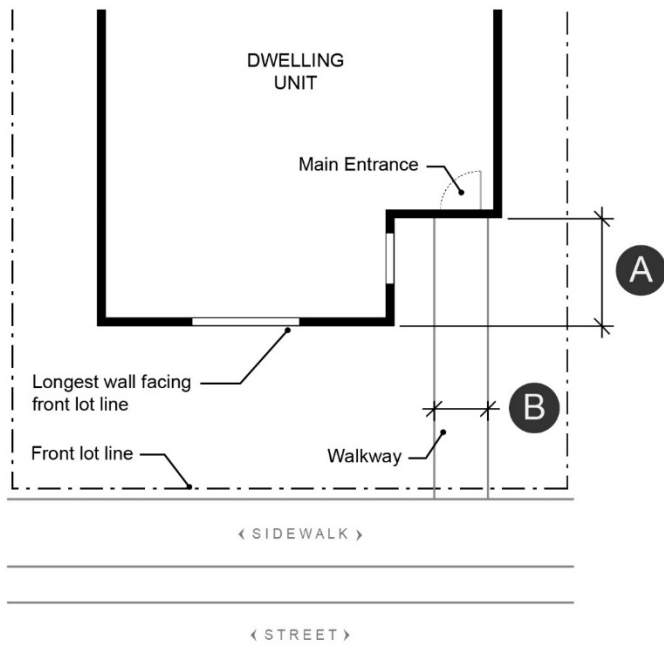 DWELLING
UNIT
Main Entrance
A
Longest wall facing
front lot line
B
Front lot line
Walkway
‹ SIDEWALK ›
‹ STREET ›